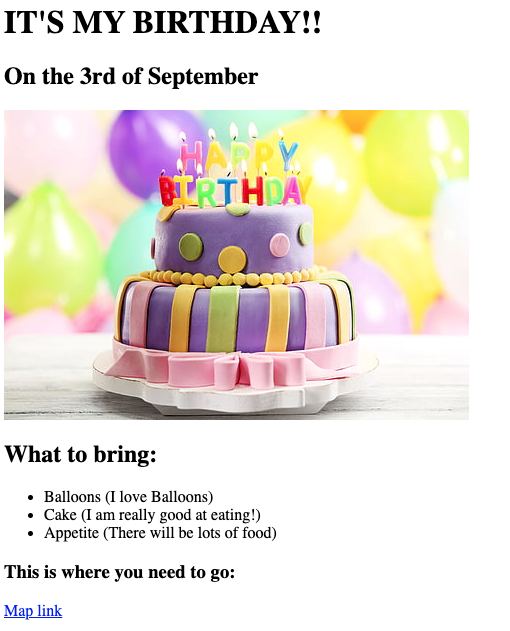 IT'S MY BIRTHDAY!!
On the 3rd of September
HAPPY
BIRTHDAY
What to bring:
Balloons (I love Balloons)
Cake (I am really good at eating!)
Appetite (There will be lots of food)
This is where you need to go:
Map link